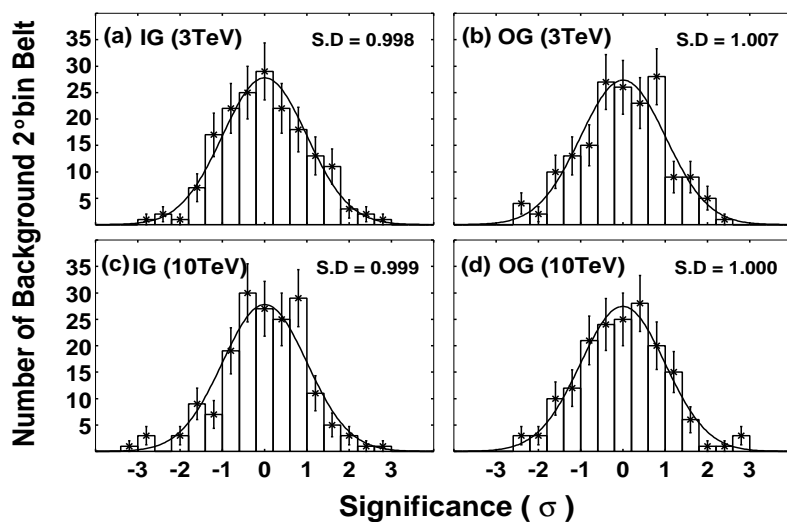 Number of Background 2°bin Belt
(a) IG (3TeV) S.D = 0.998
35
30
25
20
15
10
5
(b) OG (3TeV) S.D = 1.007
(c) IG (10TeV) S.D = 0.999
35
30
25
20
15
10
5
-3 -2 -1 0 1 2 3
(d) OG (10TeV) S.D = 1.000
-3 -2 -1 0 1 2 3
Significance ( σ )